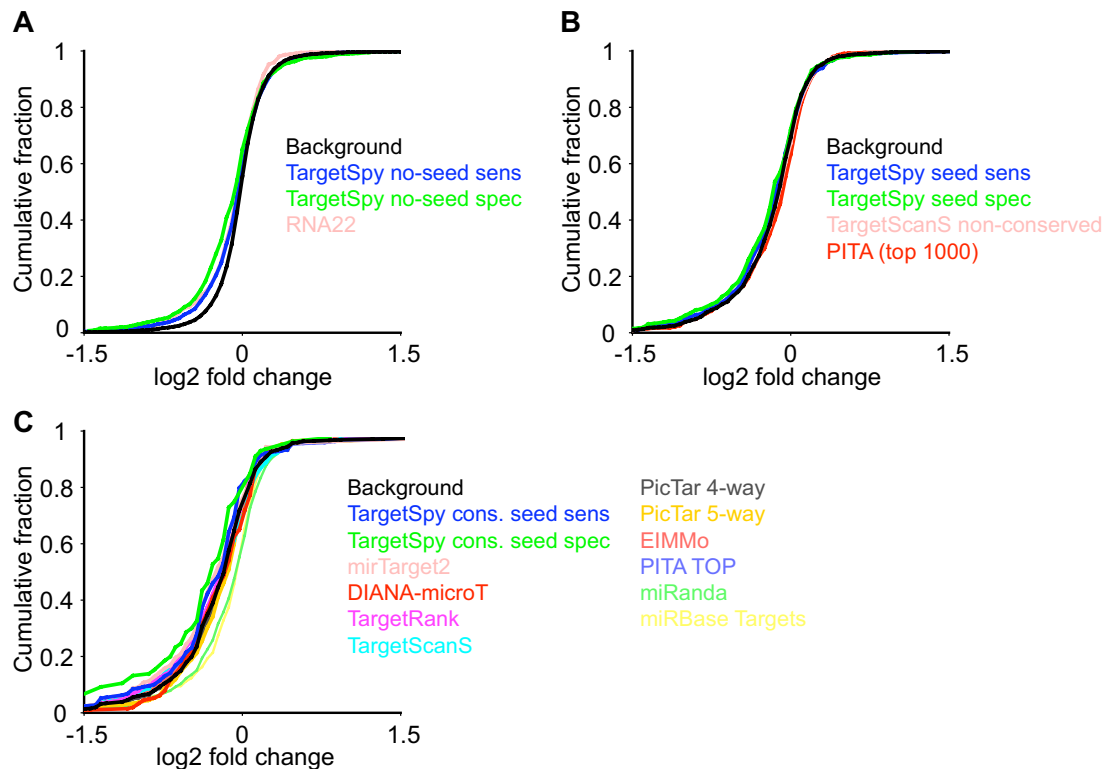 A
Cumulative fraction
1
0.8
0.6
0.4
0.2
0
-1.5
0
1.5
log2 fold change
Background
TargetSpy no-seed sens
TargetSpy no-seed spec
RNA22
B
Cumulative fraction
1
0.8
0.6
0.4
0.2
0
-1.5
0
1.5
log2 fold change
Background
TargetSpy seed sens
TargetSpy seed spec
TargetScanS non-conserved
PITA (top 1000)
C
Cumulative fraction
1
0.8
0.6
0.4
0.2
0
-1.5
0
1.5
log2 fold change
Background
TargetSpy cons. seed sens
TargetSpy cons. seed spec
mirTarget2
DIANA-microT
TargetRank
TargetScanS
PicTar 4-way
PicTar 5-way
EIMMo
PITA TOP
miRanda
miRBase Targets